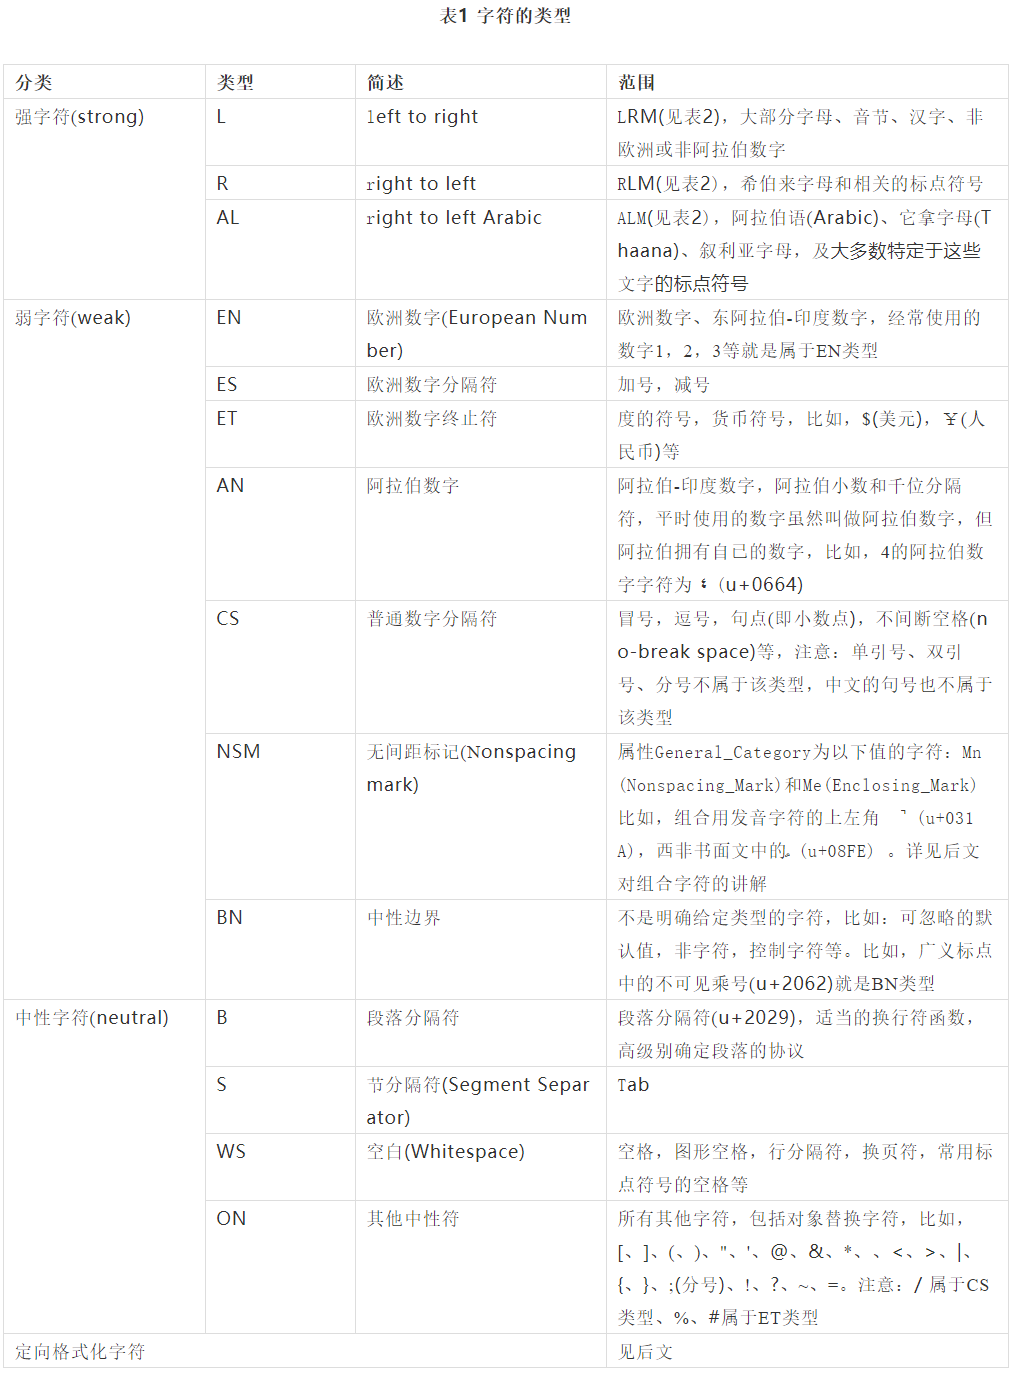 表1 字符的类型
分类 类型 简述 范围
强字符(strong) L left to right LRM(见表2)，大部分字母、音节、汉字、非
欧洲或非阿拉伯数字
R right to left RLM(见表2)，希伯来字母和相关的标点符号
AL right to left Arabic ALM(见表2)，阿拉伯语(Arabic)、它拿字母(T
haana)、叙利亚字母，及大多数特定于这些
文字的标点符号
弱字符(weak) EN 欧洲数字(European Num 欧洲数字、东阿拉伯-印度数字，经常使用的
ber) 数字1，2，3等就是属于EN类型
ES 欧洲数字分隔符 加号，减号
ET 欧洲数字终止符 度的符号，货币符号，比如，$(美元)，￥(人
民币)等
AN 阿拉伯数字 阿拉伯-印度数字，阿拉伯小数和千位分隔
符，平时使用的数字虽然叫做阿拉伯数字，但
阿拉伯拥有自己的数字，比如，4的阿拉伯数
字字符为 ٤ (u+0664)
CS 普通数字分隔符 冒号，逗号，句点(即小数点)，不间断空格(n
o-break space)等，注意：单引号、双引
号、分号不属于该类型，中文的句号也不属于
该类型
NSM 无间距标记(Nonspacing 属性General_Category为以下值的字符：Mn
mark) (Nonspacing_Mark)和Me(Enclosing_Mark)
比如，组合用发音字符的上左角 ̚ (u+031
A)，西非书面文中的ࣾ (u+08FE) 。详见后文
对组合字符的讲解
BN 中性边界 不是明确给定类型的字符，比如：可忽略的默
认值，非字符，控制字符等。比如，广义标点
中的不可见乘号(u+2062)就是BN类型
中性字符(neutral) B 段落分隔符 段落分隔符(u+2029)，适当的换行符函数，
高级别确定段落的协议
S 节分隔符(Segment Separ Tab
ator)
WS 空白(Whitespace) 空格，图形空格，行分隔符，换页符，常用标
点符号的空格等
ON 其他中性符 所有其他字符，包括对象替换字符，比如，
[、]、(、)、"、'、@、&、*、、<、>、|、
{、}、;(分号)、!、?、~、=。注意：/ 属于CS
类型、%、#属于ET类型
定向格式化字符 见后文